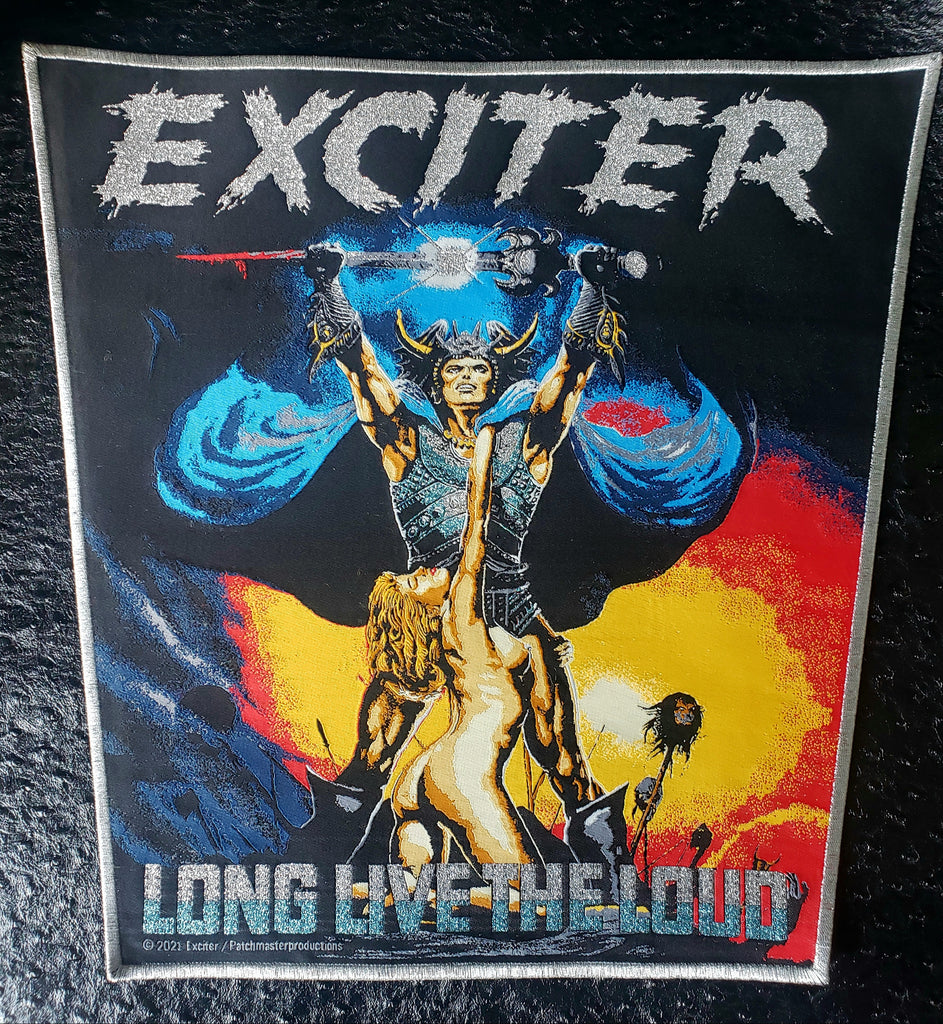 EXCITER
LONG LIVE THE LOUD
© 2021 Exciter / Patchmasterproductions